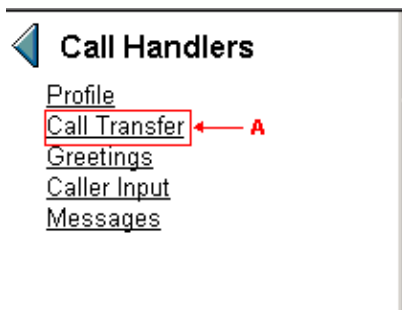 Call Handlers
Profile
Call Transfer A
Greetings
Caller Input
Messages